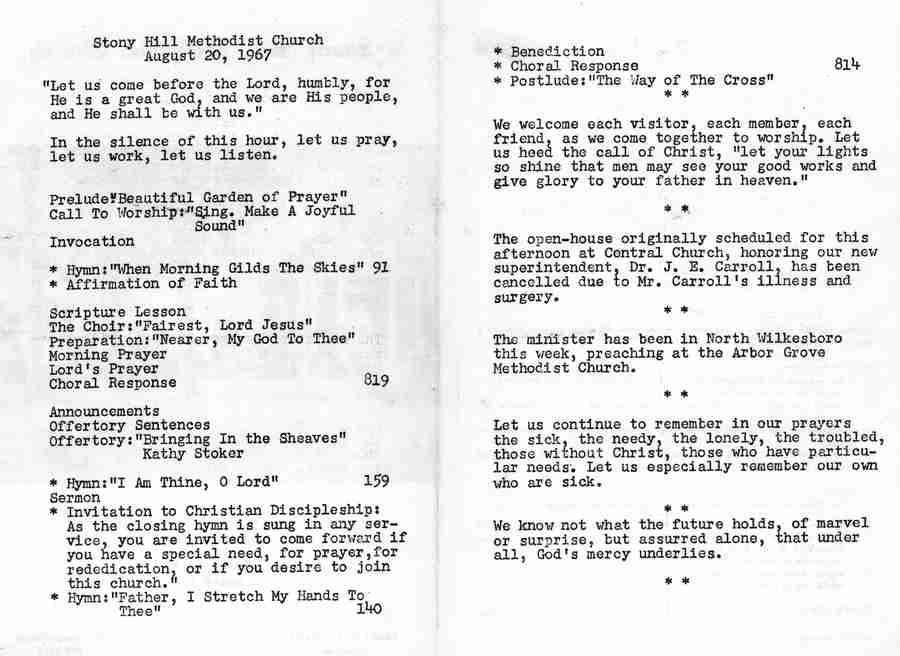 Stony Hill Methodist Church
August 20, 1967
"Let us come before the Lord, humbly, for
He is a great God, and we are His people,
and He shall be with us."
In the silence of this hour, let us pray,
let us work, let us listen.
Prelude"Beautiful Garden of Prayer"
Call To Worship:"Sing. Make A Joyful
Sound"
Invocation
* Hymn:"When Morning Gilds The Skies" 91
* Affirmation of Faith
Scripture Lesson
The Choir:"Fairest, Lord Jesus"
Preparation:"Nearer, My God To Thee"
Morning Prayer
Lord's Prayer
Choral Response 819
Announcements
Offertory Sentences
Offertory:"Bringing In the Sheaves"
Kathy Stoker
* Hymn:"I Am Thine, O Lord" 159
Sermon
* Invitation to Christian Discipleship:
As the closing hymn is sung in any ser-
vice, you are invited to come forward if
you have a special need, for prayer,for
rededication, or if you desire to join
this church."
* Hymn:"Father, I Stretch My Hands To
Thee" 140
* Benediction
* Choral Response 814
* Postlude:"The Way of The Cross"
* *
We welcome each visitor, each member, each
friend, as we come together to worship. Let
us heed the call of Christ, "let your lights
so shine that men may see your good works and
give glory to your father in heaven."
* *
The open-house originally scheduled for this
afternoon at Central Church, honoring our new
superintendent, Dr. J. E. Carroll, has been
cancelled due to Mr. Carroll's illness and
surgery.
* *
The minister has been in North Wilkesboro
this week, preaching at the Arbor Grove
Methodist Church.
* *
Let us continue to remember in our prayers
the sick, the needy, the lonely, the troubled,
those without Christ, those who have particu-
lar needs. Let us especially remember our own
who are sick.
* *
We know not what the future holds, of marvel
or surprise, but assurred alone, that under
all, God's mercy underlies.
* *